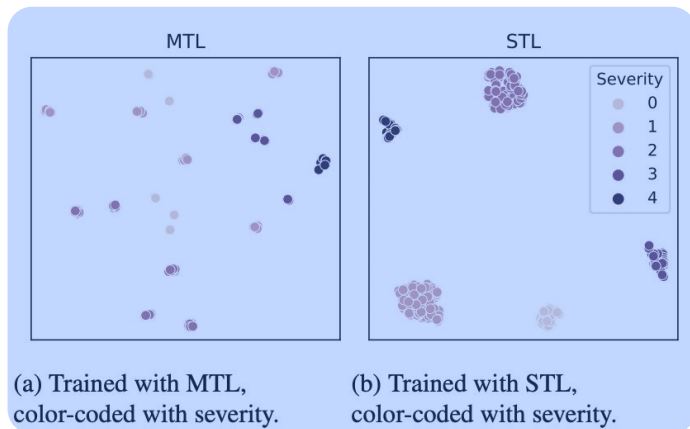 MTL
STL
Severity
0
1
2
3
4
(a) Trained with MTL,
color-coded with severity.
(b) Trained with STL,
color-coded with severity.